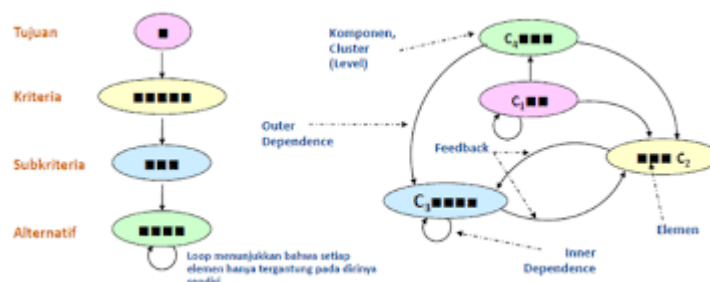 Tujuan
Kriteria
Subkriteria
Alternatif
Loop menunjukkan bahwa setiap
elemen hanya tergantung pada dirinya
Komponen,
Cluster
(Level)
C4
C1
Outer
Dependence
Feedback
C2
C3
Elemen
Inner
Dependence